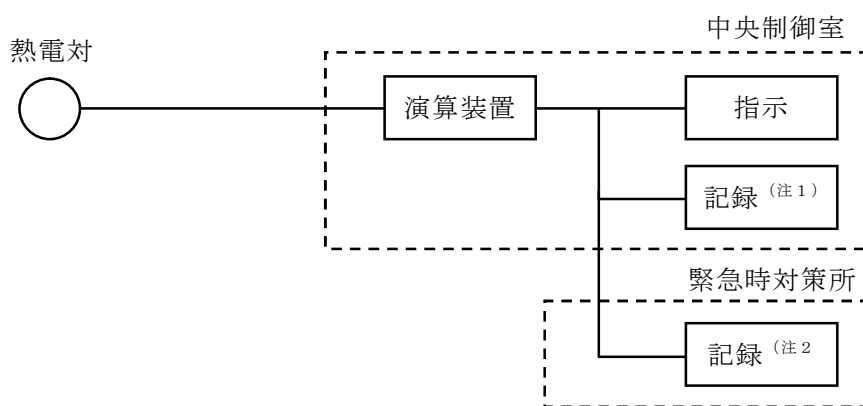 中央制御室
熱電対
演算装置
指示
記録（注１）
緊急時対策所
記録（注２